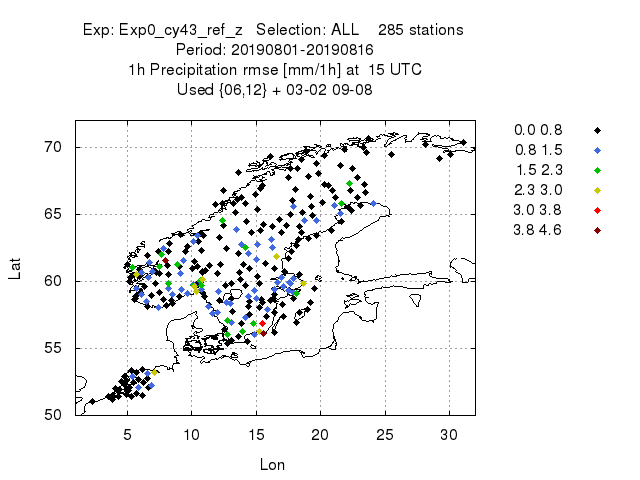 Exp: Exp0_cy43_ref_z   Selection: ALL    285 stations
Period: 20190801-20190816
1h Precipitation rmse [mm/1h] at  15 UTC
Used {06,12} + 03-02 09-08
0.0 0.8
0.8 1.5
1.5 2.3
2.3 3.0
3.0 3.8
3.8 4.6
Lat
70
65
60
55
50
5 10 15 20 25 30
Lon